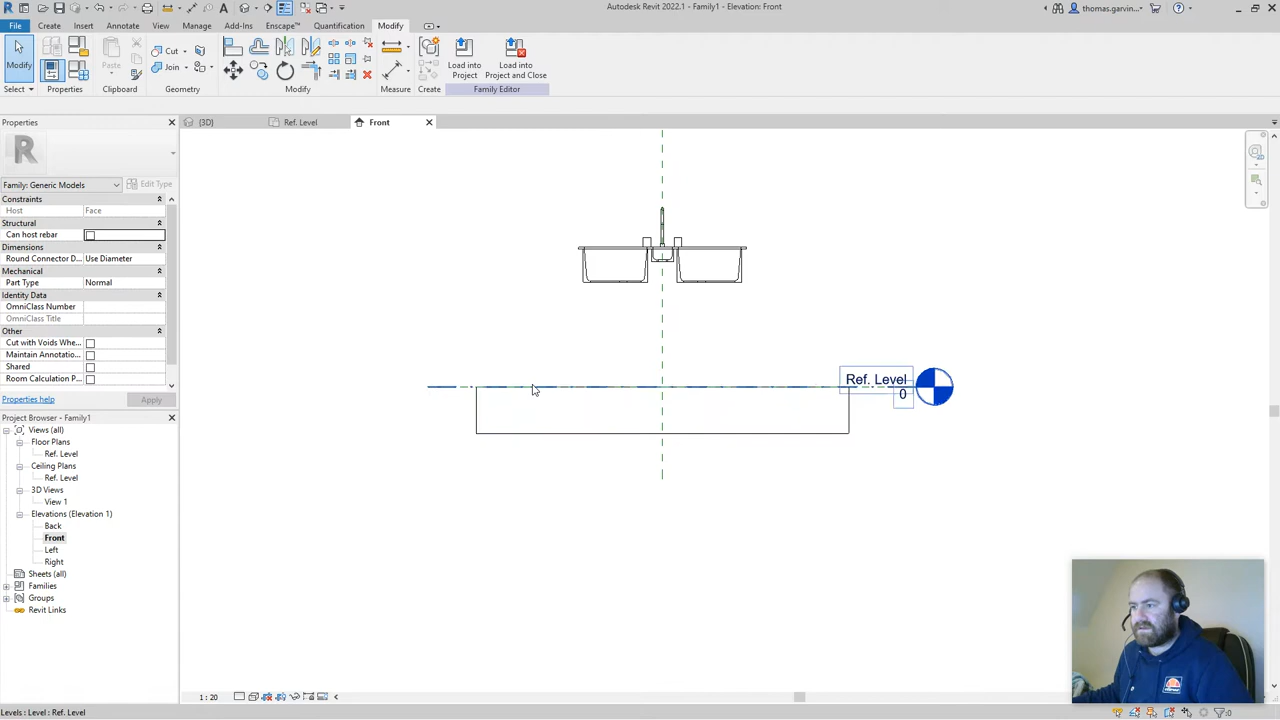 Autodesk Revit 2022.1 - Family1 - Elevation: Front
thomas.garvin...
File Create Insert Annotate View Manage Add-Ins Enscape™ Quantification Modify
Modify
Paste
Cut
Join
Load into
Project
Load into
Project and Close
Select Properties Clipboard Geometry Modify Measure Create Family Editor
Properties
{3D} Ref. Level Front
Family: Generic Models Edit Type
Constraints
Host Face
Structural
Can host rebar
Dimensions
Round Connector D... Use Diameter
Mechanical
Part Type Normal
Identity Data
OmniClass Number
OmniClass Title
Other
Cut with Voids Whe...
Maintain Annotatio...
Shared
Room Calculation P...
Properties help Apply
Ref. Level
0
Project Browser - Family1
Views (all)
Floor Plans
Ref. Level
Ceiling Plans
Ref. Level
3D Views
View 1
Elevations (Elevation 1)
Back
Front
Left
Right
Sheets (all)
Families
Groups
Revit Links
1 : 20
Levels : Level : Ref. Level
:0